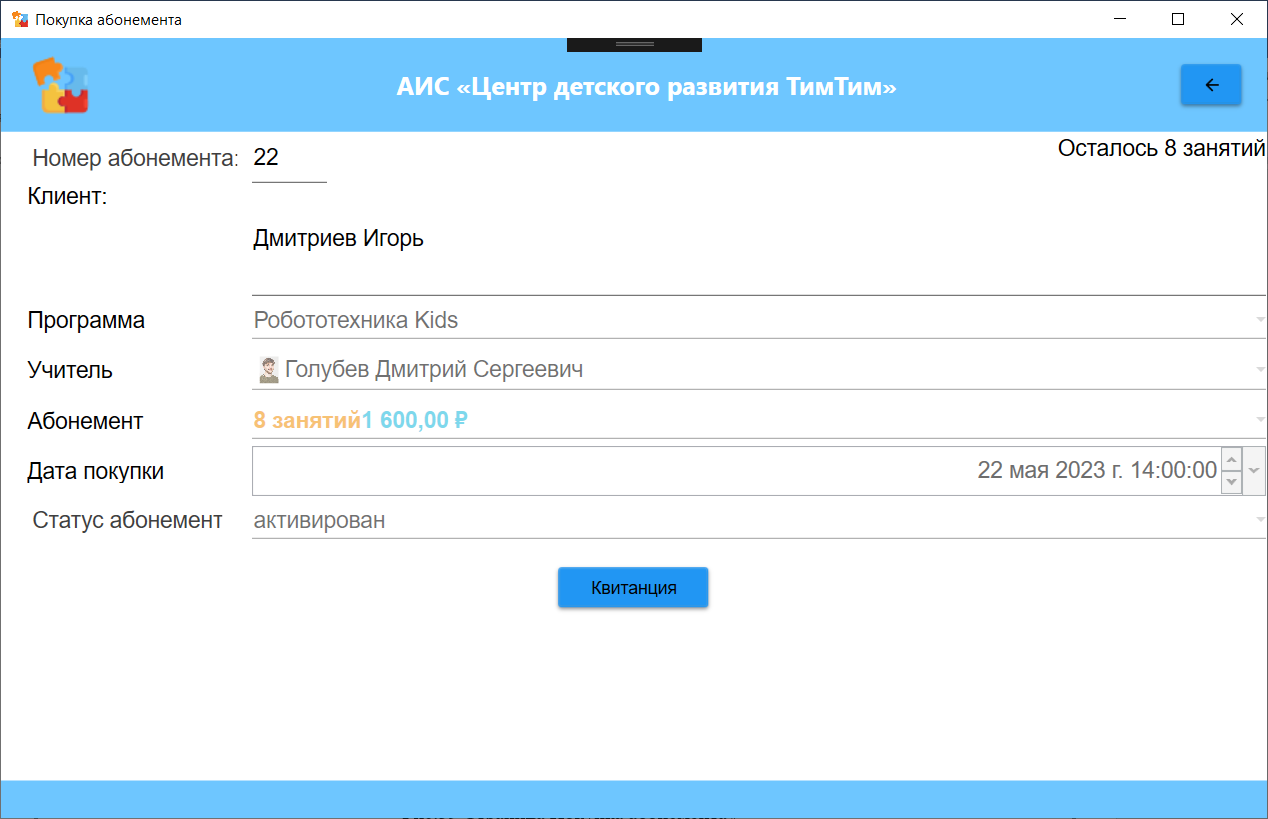 Покупка абонемента
АИС «Центр детского развития ТимТим»
Номер абонемента: 22
Осталось 8 занятий
Клиент:
Дмитриев Игорь
Программа Робототехника Kids
Учитель Голубев Дмитрий Сергеевич
Абонемент 8 занятий1 600,00 ₽
Дата покупки 22 мая 2023 г. 14:00:00
Статус абонемент активирован
Квитанция